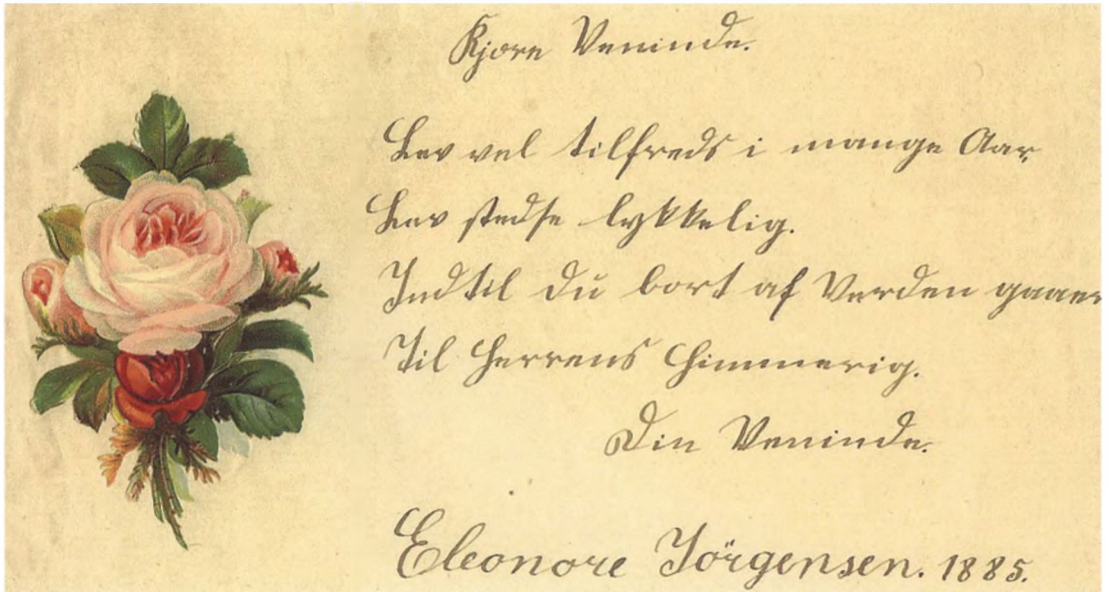 Kjære Veninde.
Lev vel tilfreds i mange Aar,
Lev stedse lykkelig.
Indtil du bort af Verden gaaer
Til Herrens Himmerig.
Din Veninde.
Eleonore Jörgensen. 1885.